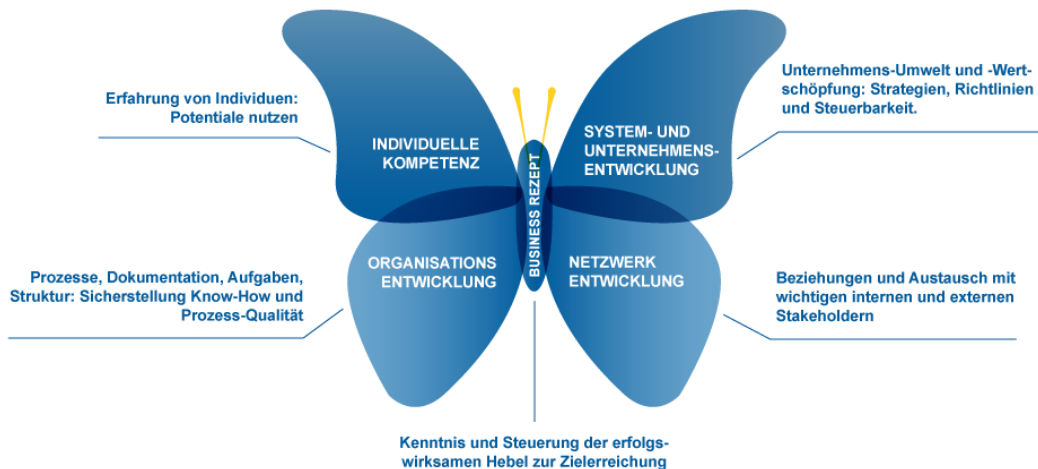 Erfahrung von Individuen:
Potentiale nutzen
INDIVIDUELLE
KOMPETENZ
SYSTEM- UND
UNTERNEHMENS-
ENTWICKLUNG
Unternehmens-Umwelt und -Wert-
schöpfung: Strategien, Richtlinien
und Steuerbarkeit.
BUSINESS REZEPT
Prozesse, Dokumentation, Aufgaben,
Struktur: Sicherstellung Know-How und
Prozess-Qualität
ORGANISATIONS
ENTWICKLUNG
NETZWERK
ENTWICKLUNG
Beziehungen und Austausch mit
wichtigen internen und externen
Stakeholdern
Kenntnis und Steuerung der erfolgs-
wirksamen Hebel zur Zielerreichung